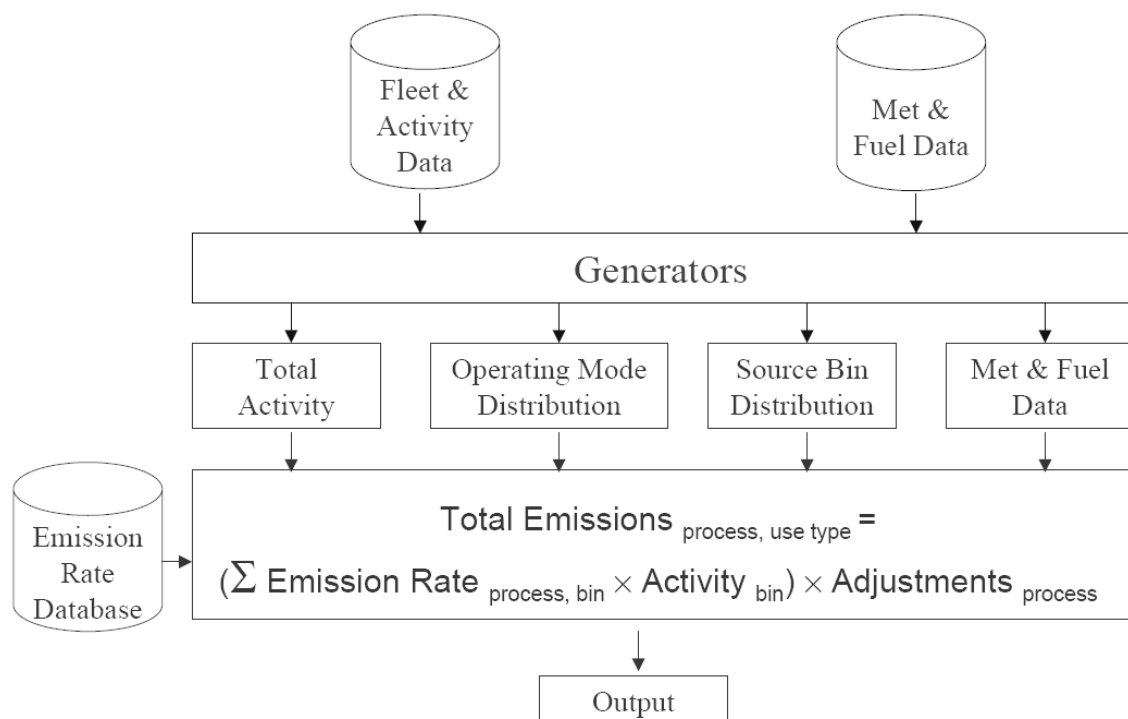 Fleet &
Activity
Data
Met &
Fuel Data
Generators
Total
Activity
Operating Mode
Distribution
Source Bin
Distribution
Met & Fuel
Data
Emission
Rate
Database
Total Emissions process, use type =
(Σ Emission Rate process, bin × Activity bin) × Adjustments process
Output